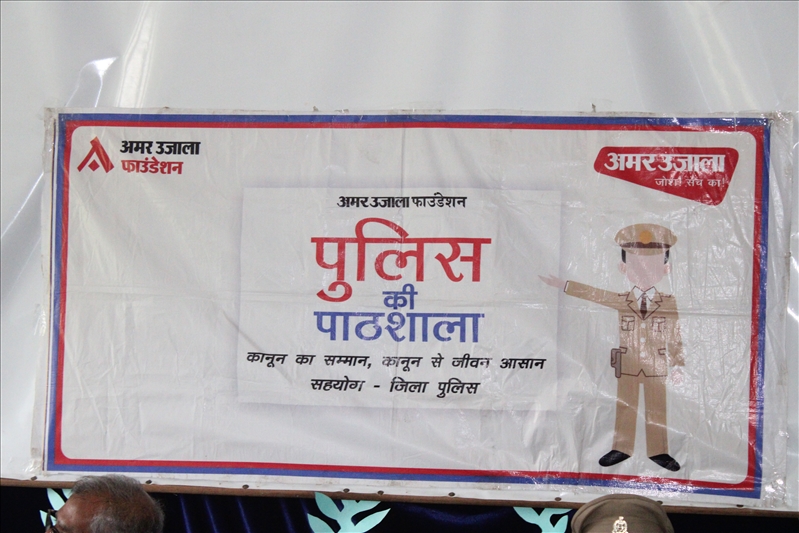 अमर उजाला
फाउंडेशन
अमर उजाला
जोश सच का!
अमर उजाला फाउंडेशन
पुलिस
की
पाठशाला
कानून का सम्मान, कानून से जीवन आसान
सहयोग - जिला पुलिस